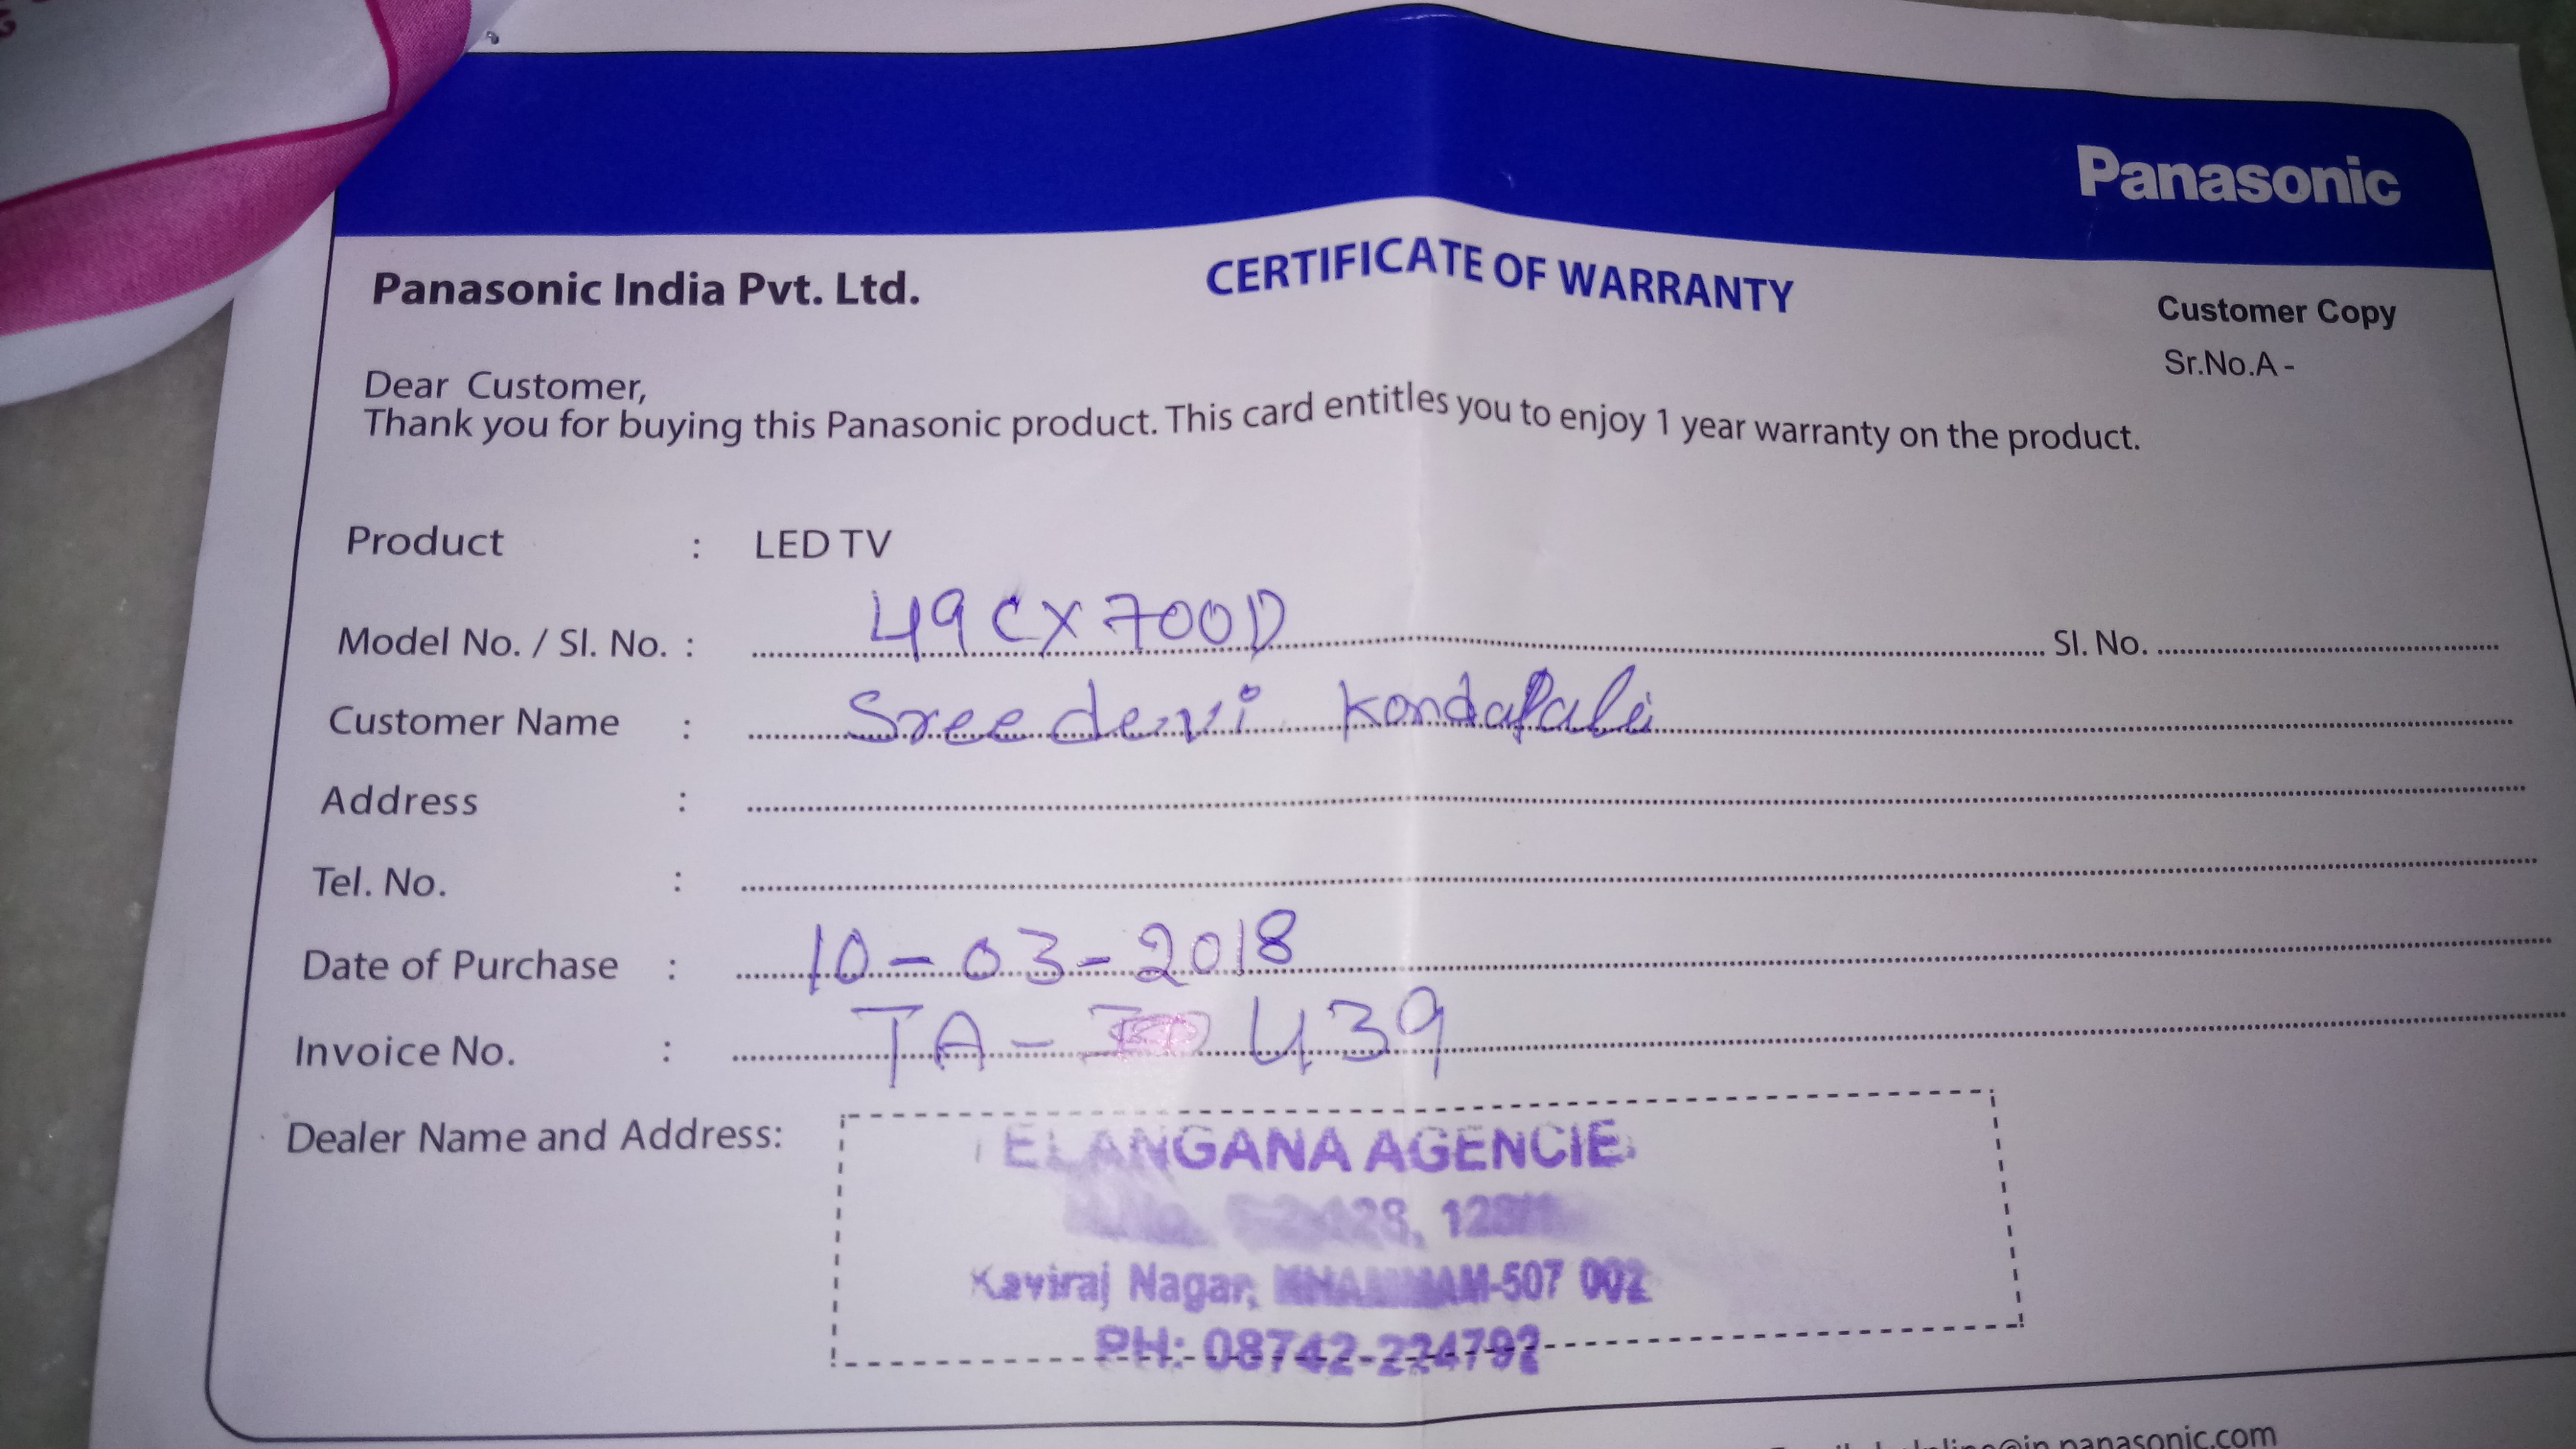 Panasonic
Panasonic India Pvt. Ltd.
CERTIFICATE OF WARRANTY
Customer Copy
Sr.No.A -
Dear Customer,
Thank you for buying this Panasonic product. This card entitles you to enjoy 1 year warranty on the product.
Product : LED TV
Model No. / Sl. No. : 49CX700D Sl. No.
Customer Name : Sreedevi Kondapali
Address :
Tel. No. :
Date of Purchase : 10-03-2018
Invoice No. : TA- 439
Dealer Name and Address:
TELANGANA AGENCIE
Kaviraj Nagar, KHAMMAM-507 002
PH: 08742-224792